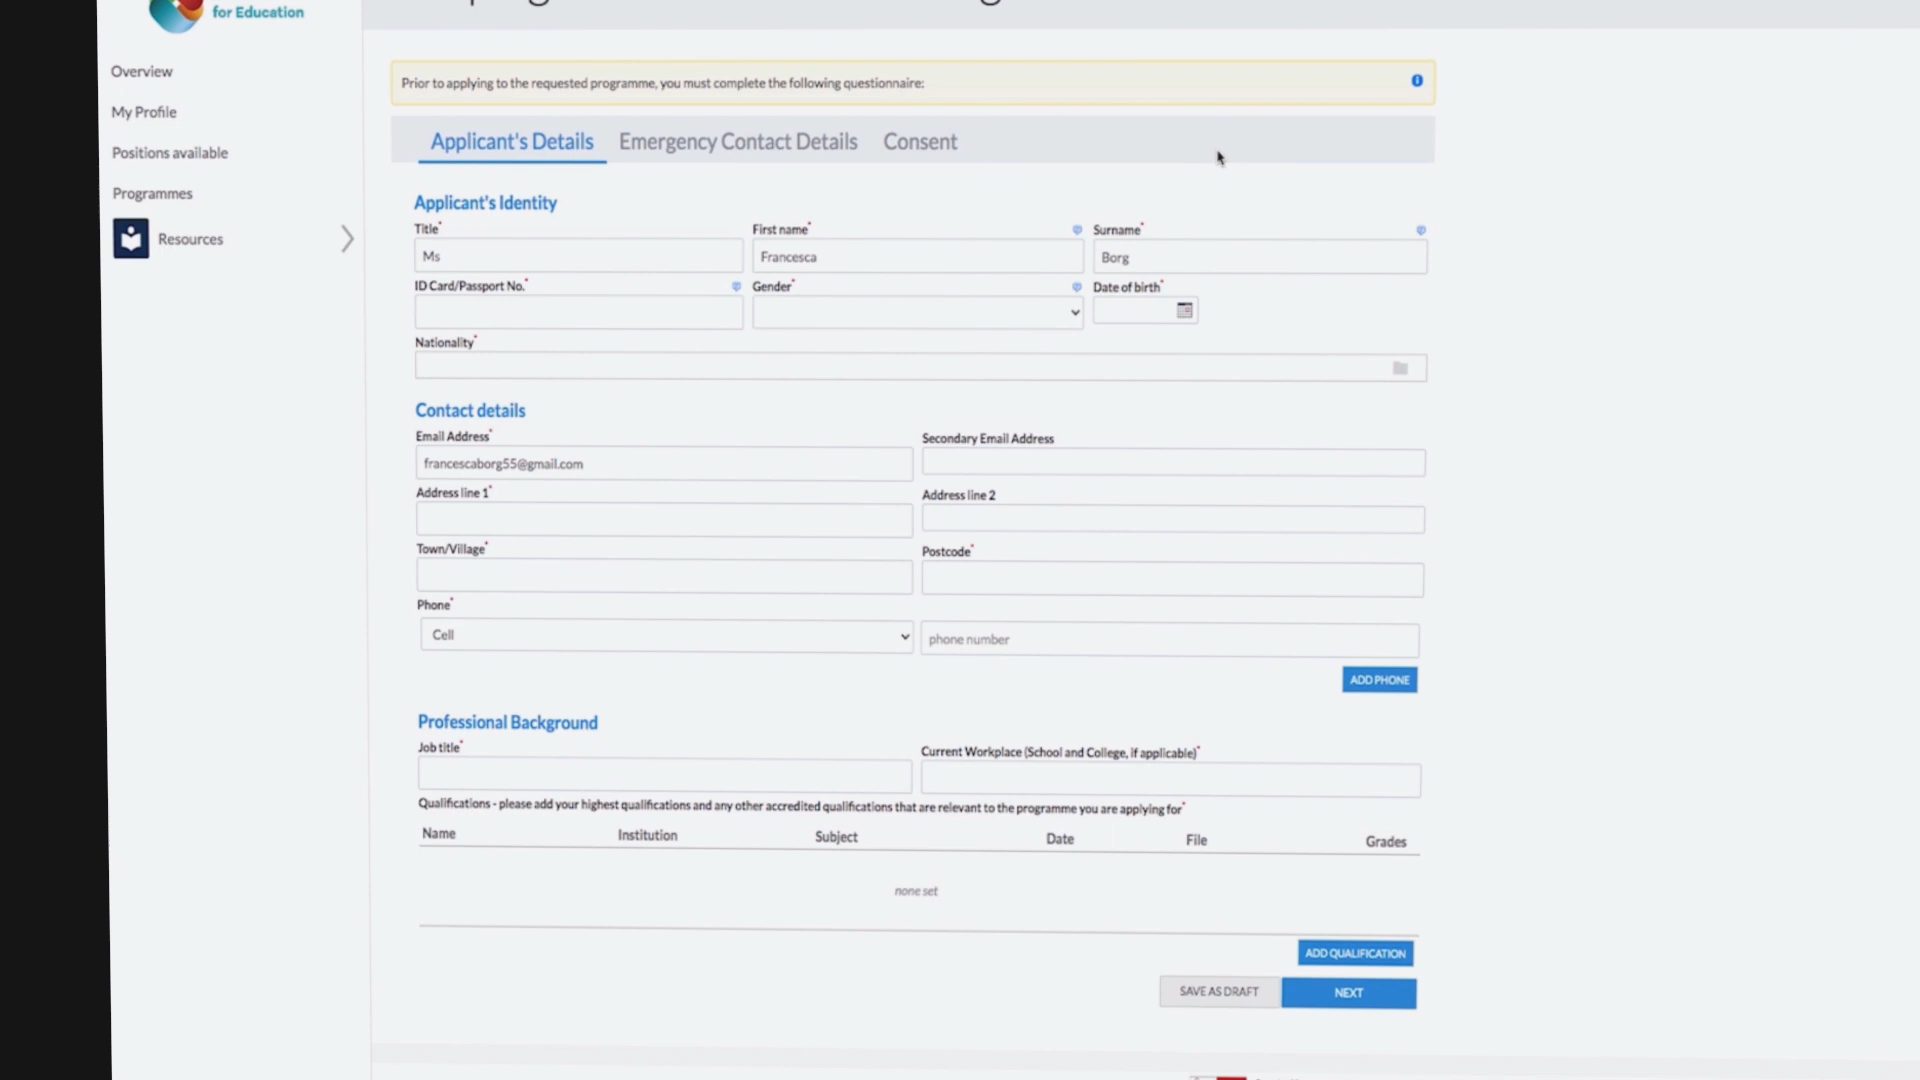 for Education
Overview
My Profile
Positions available
Programmes
Resources
Prior to applying to the requested programme, you must complete the following questionnaire:
Applicant's Details Emergency Contact Details Consent
Applicant's Identity
Title* First name* Surname*
Ms Francesca Borg
ID Card/Passport No.* Gender* Date of birth*
Nationality*
Contact details
Email Address* Secondary Email Address
francescaborg55@gmail.com
Address line 1* Address line 2
Town/Village* Postcode*
Phone*
Cell phone number
ADD PHONE
Professional Background
Job title* Current Workplace (School and College, if applicable)*
Qualifications - please add your highest qualifications and any other accredited qualifications that are relevant to the programme you are applying for*
Name Institution Subject Date File Grades
none set
ADD QUALIFICATION
SAVE AS DRAFT NEXT